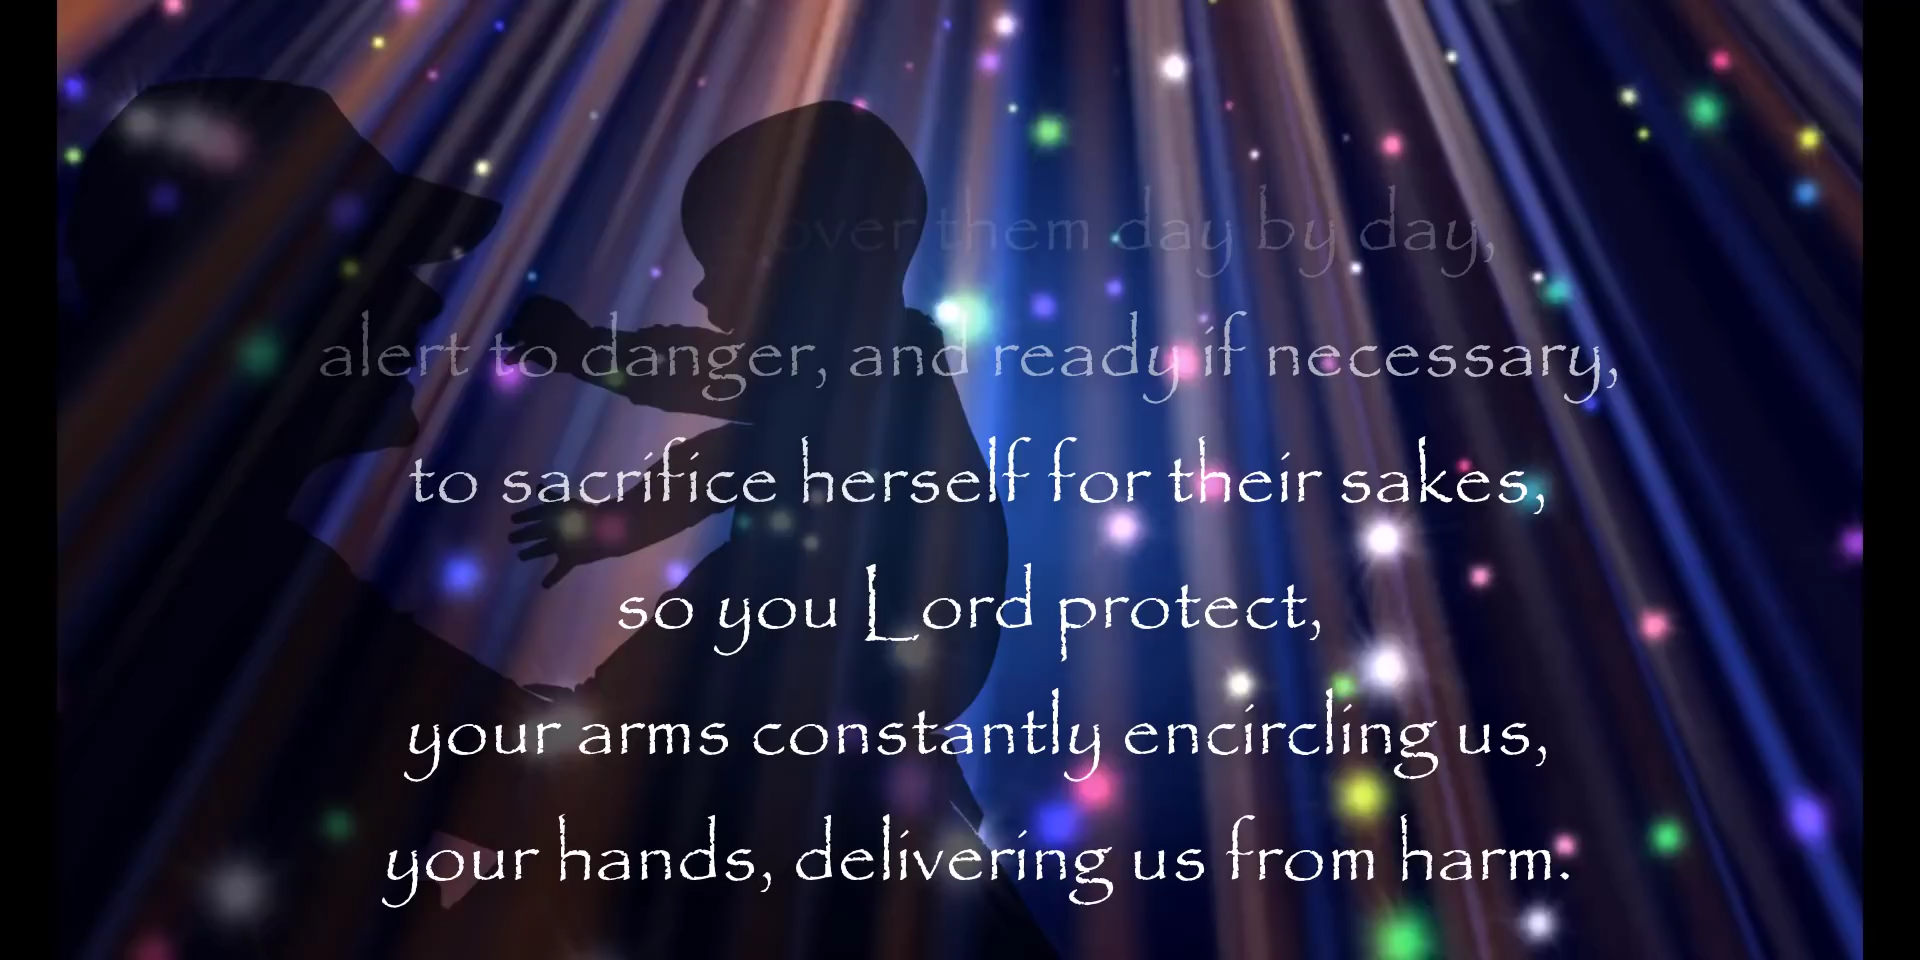 over them day by day,
alert to danger, and ready if necessary,
to sacrifice herself for their sakes,
so you Lord protect,
your arms constantly encircling us,
your hands, delivering us from harm.